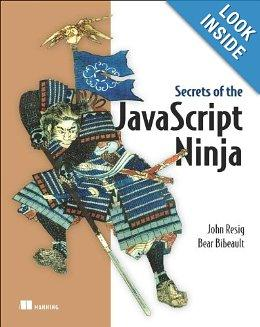 LOOK
INSIDE!
Secrets of the
JavaScript
Ninja
John Resig
Bear Bibeault
MANNING